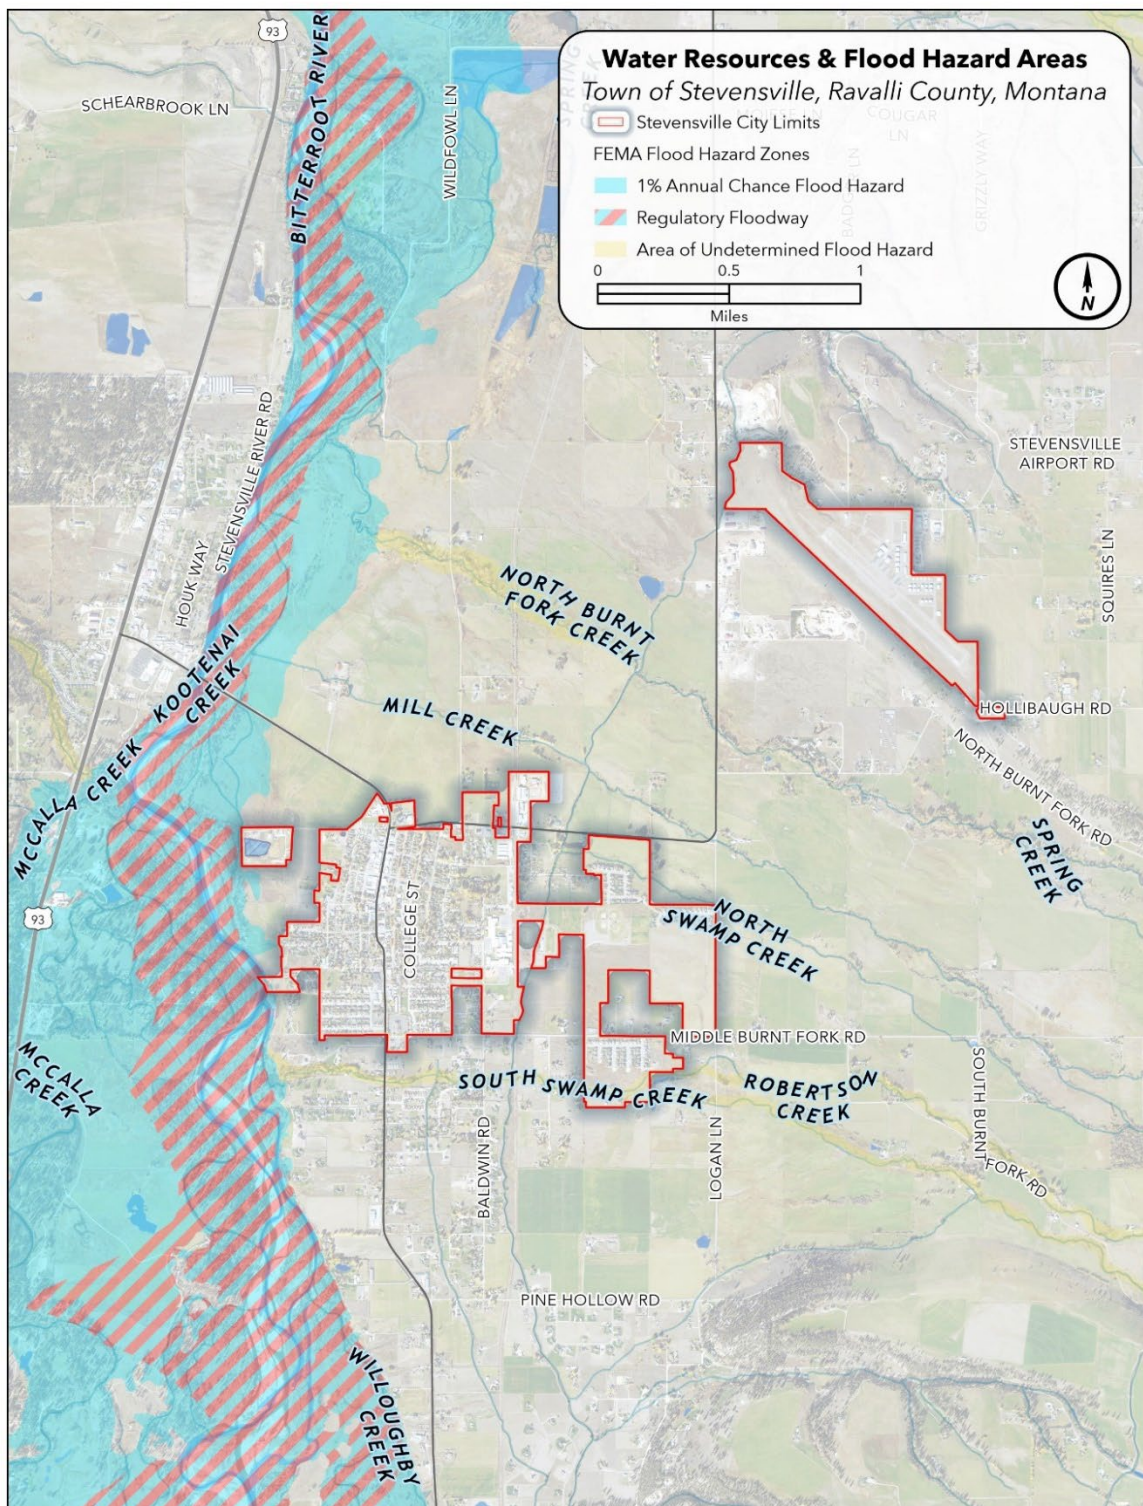 Water Resources & Flood Hazard Areas
Town of Stevensville, Ravalli County, Montana
Stevensville City Limits
FEMA Flood Hazard Zones
1% Annual Chance Flood Hazard
Regulatory Floodway
Area of Undetermined Flood Hazard
0 0.5 1
Miles
N
93
BITTERROOT RIVER
SCHEARBROOK LN
WILDFOWL LN
SPRING
CREEK
COUGAR
LN
BADGER LN
GRIZZLY WAY
STEVENSVILLE RIVER RD
HOUK WAY
STEVENSVILLE
AIRPORT RD
SQUIRES LN
NORTH BURNT
FORK CREEK
KOOTENAI
CREEK
MILL CREEK
HOLLIBAUGH RD
NORTH BURNT FORK RD
MCCALLA CREEK
SPRING
CREEK
93
COLLEGE ST
NORTH
SWAMP CREEK
MIDDLE BURNT FORK RD
MCCALLA
CREEK
SOUTH SWAMP CREEK
ROBERTSON
CREEK
SOUTH BURNT
FORK RD
BALDWIN RD
LOGAN LN
PINE HOLLOW RD
WILLOUGHBY
CREEK